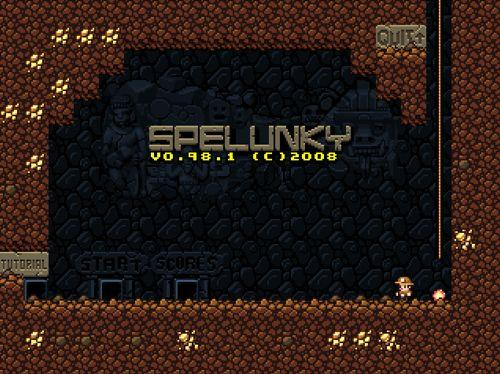 QUIT↑
SPELUNKY
V0.98.1 (C)2008
TUTORIAL
START SCORES